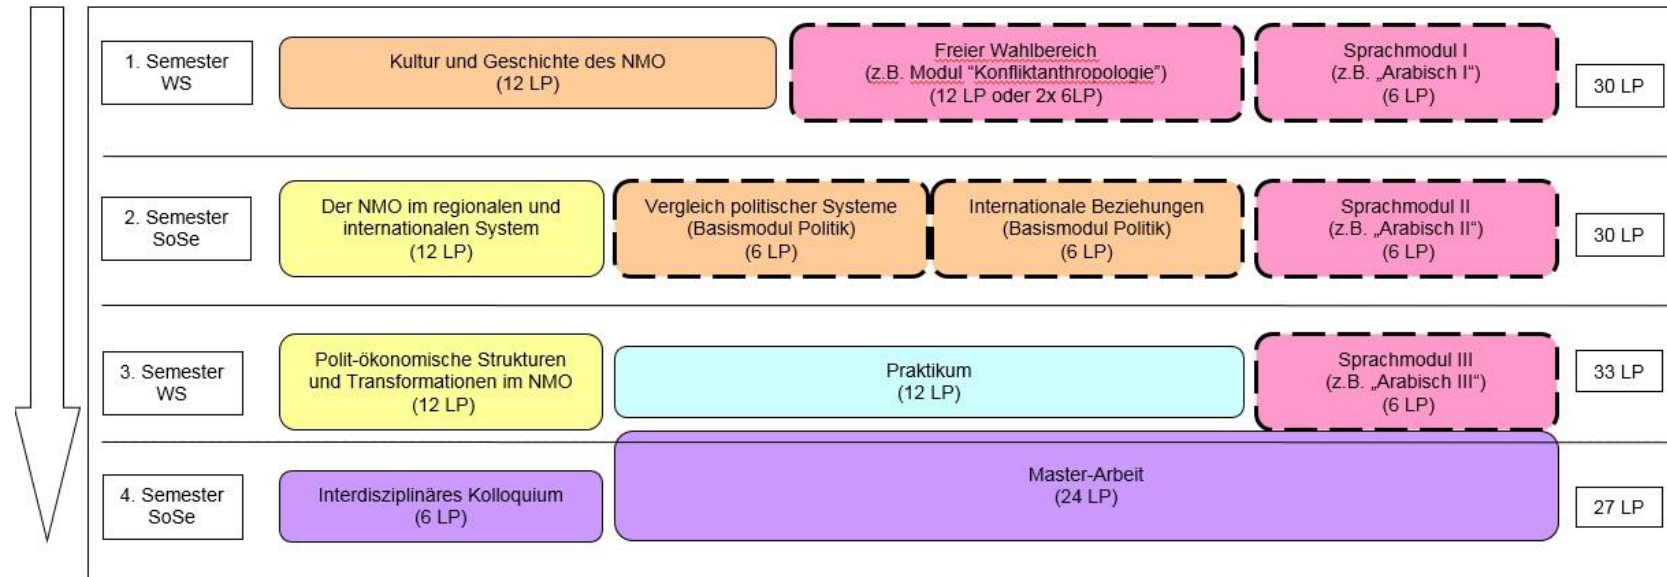 1. Semester
WS
Kultur und Geschichte des NMO
(12 LP)
Freier Wahlbereich
(z.B. Modul “Konfliktanthropologie”)
(12 LP oder 2x 6LP)
Sprachmodul I
(z.B. „Arabisch I“)
(6 LP)
30 LP
2. Semester
SoSe
Der NMO im regionalen und
internationalen System
(12 LP)
Vergleich politischer Systeme
(Basismodul Politik)
(6 LP)
Internationale Beziehungen
(Basismodul Politik)
(6 LP)
Sprachmodul II
(z.B. „Arabisch II“)
(6 LP)
30 LP
3. Semester
WS
Polit-ökonomische Strukturen
und Transformationen im NMO
(12 LP)
Praktikum
(12 LP)
Sprachmodul III
(z.B. „Arabisch III“)
(6 LP)
33 LP
4. Semester
SoSe
Interdisziplinäres Kolloquium
(6 LP)
Master-Arbeit
(24 LP)
27 LP